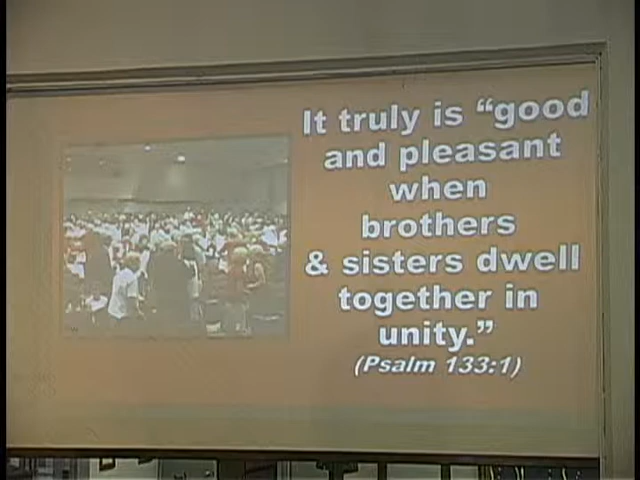 It truly is “good
and pleasant
when
brothers
& sisters dwell
together in
unity.”
(Psalm 133:1)